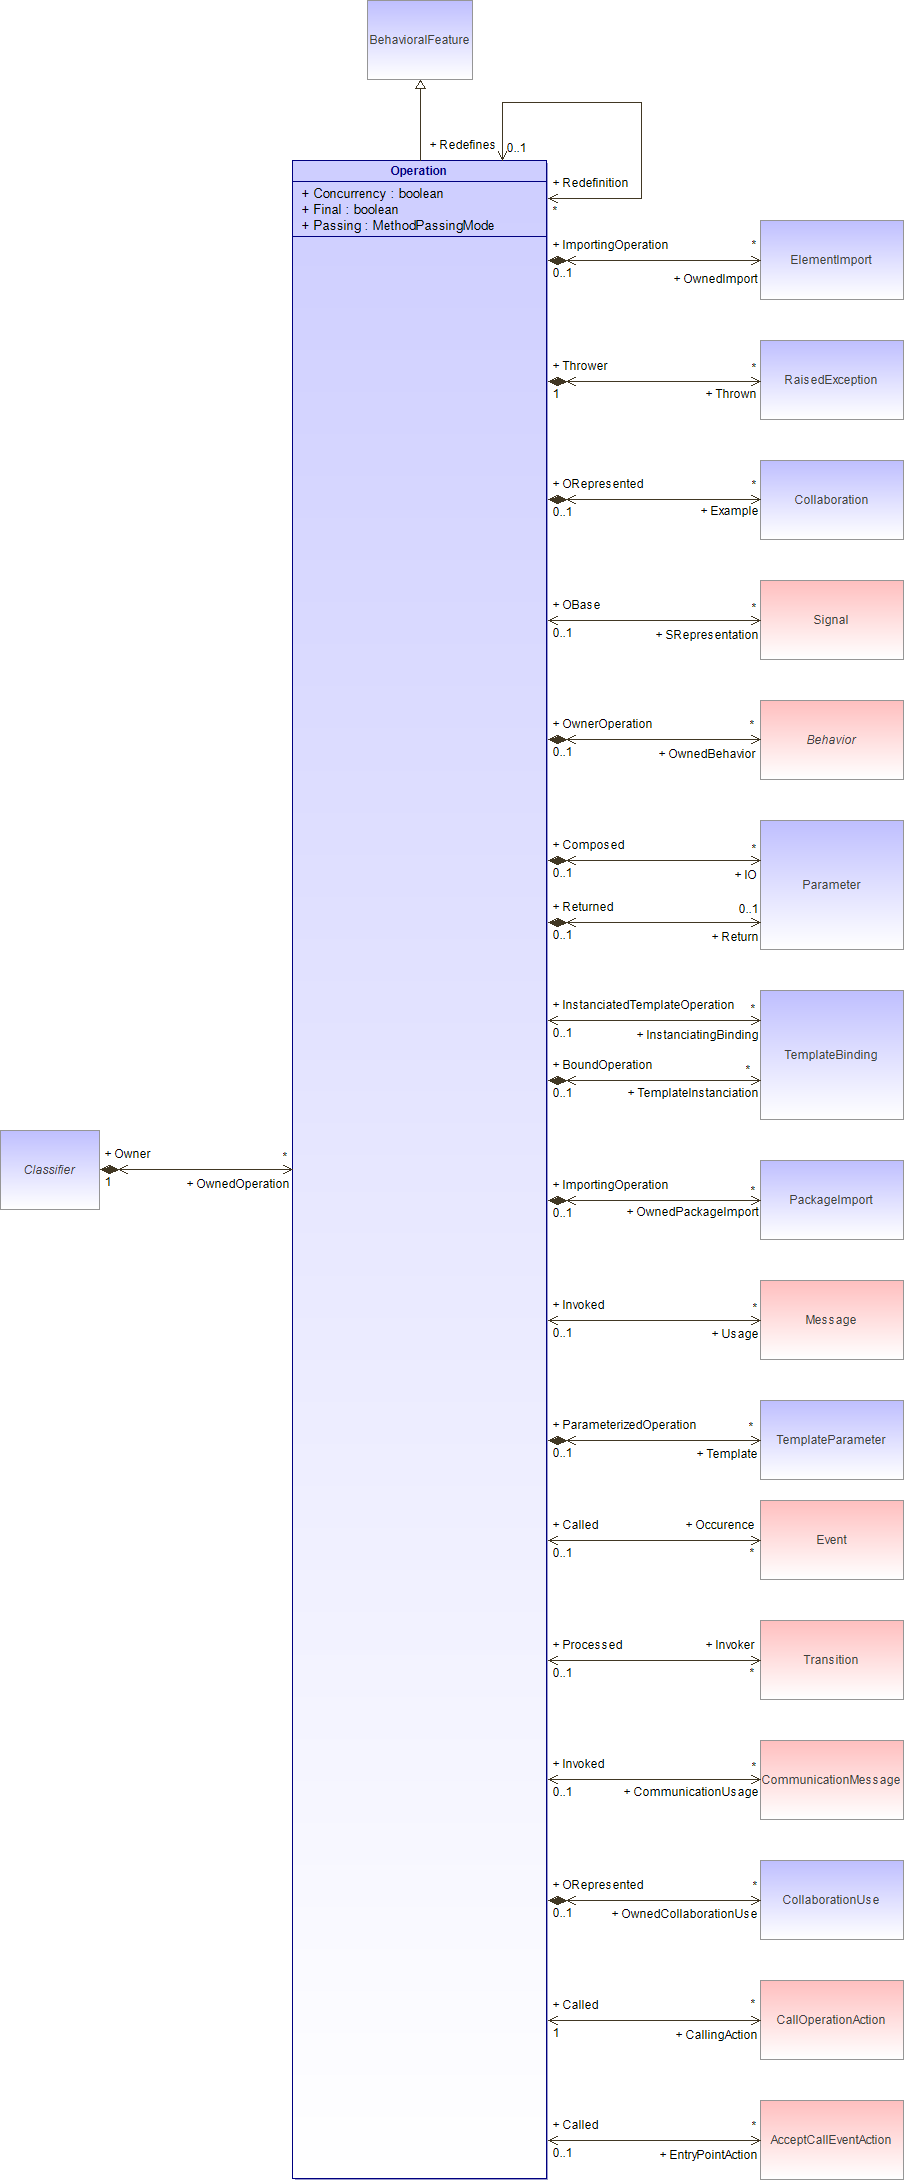 BehavioralFeature
+ Redefines
0..1
Operation
+ Concurrency : boolean
+ Final : boolean
+ Passing : MethodPassingMode
+ Redefinition
*
+ ImportingOperation
*
0..1
+ OwnedImport
ElementImport
+ Thrower
*
1
+ Thrown
RaisedException
+ ORepresented
*
0..1
+ Example
Collaboration
+ OBase
*
0..1
+ SRepresentation
Signal
+ OwnerOperation
*
0..1
+ OwnedBehavior
Behavior
+ Composed
*
0..1
+ IO
Parameter
+ Returned
0..1
0..1
+ Return
+ InstanciatedTemplateOperation
*
0..1
+ InstanciatingBinding
TemplateBinding
+ BoundOperation
*
0..1
+ TemplateInstanciation
Classifier
+ Owner
*
1
+ OwnedOperation
+ ImportingOperation
*
0..1
+ OwnedPackageImport
PackageImport
+ Invoked
*
0..1
+ Usage
Message
+ ParameterizedOperation
*
0..1
+ Template
TemplateParameter
+ Called
+ Occurence
0..1
*
Event
+ Processed
+ Invoker
0..1
*
Transition
+ Invoked
*
0..1
+ CommunicationUsage
CommunicationMessage
+ ORepresented
*
0..1
+ OwnedCollaborationUse
CollaborationUse
+ Called
*
1
+ CallingAction
CallOperationAction
+ Called
*
0..1
+ EntryPointAction
AcceptCallEventAction